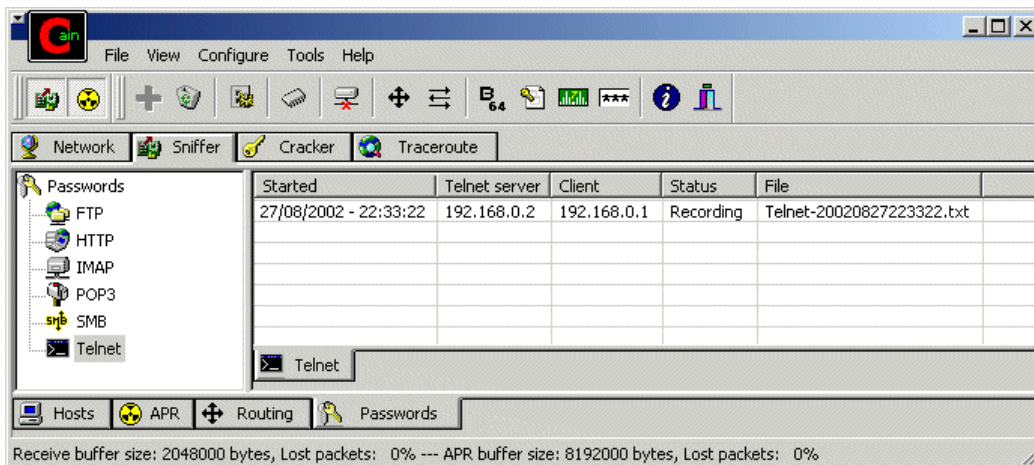 Cain
File View Configure Tools Help
B 64 ***
Network Sniffer Cracker Traceroute
Passwords
FTP
HTTP
IMAP
POP3
SMB
Telnet
Started Telnet server Client Status File
27/08/2002 - 22:33:22 192.168.0.2 192.168.0.1 Recording Telnet-20020827223322.txt
Telnet
Hosts APR Routing Passwords
Receive buffer size: 2048000 bytes, Lost packets: 0% --- APR buffer size: 8192000 bytes, Lost packets: 0%